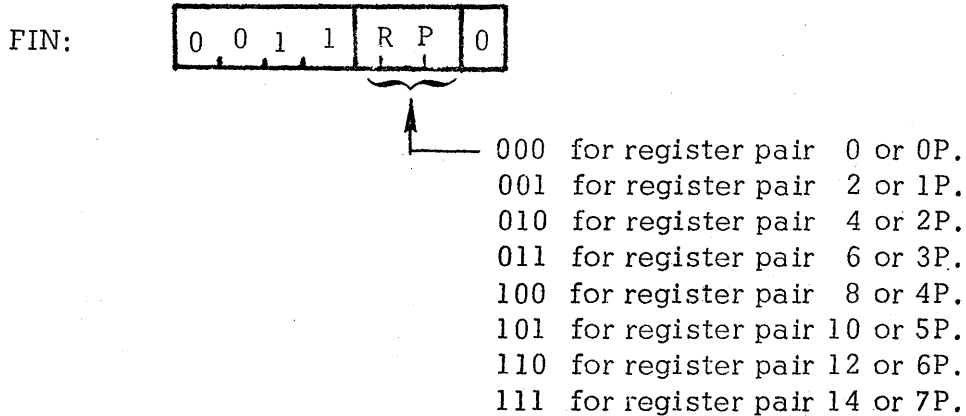 FIN: 0 0 1 1 R P 0
000 for register pair 0 or 0P.
001 for register pair 2 or 1P.
010 for register pair 4 or 2P.
011 for register pair 6 or 3P.
100 for register pair 8 or 4P.
101 for register pair 10 or 5P.
110 for register pair 12 or 6P.
111 for register pair 14 or 7P.